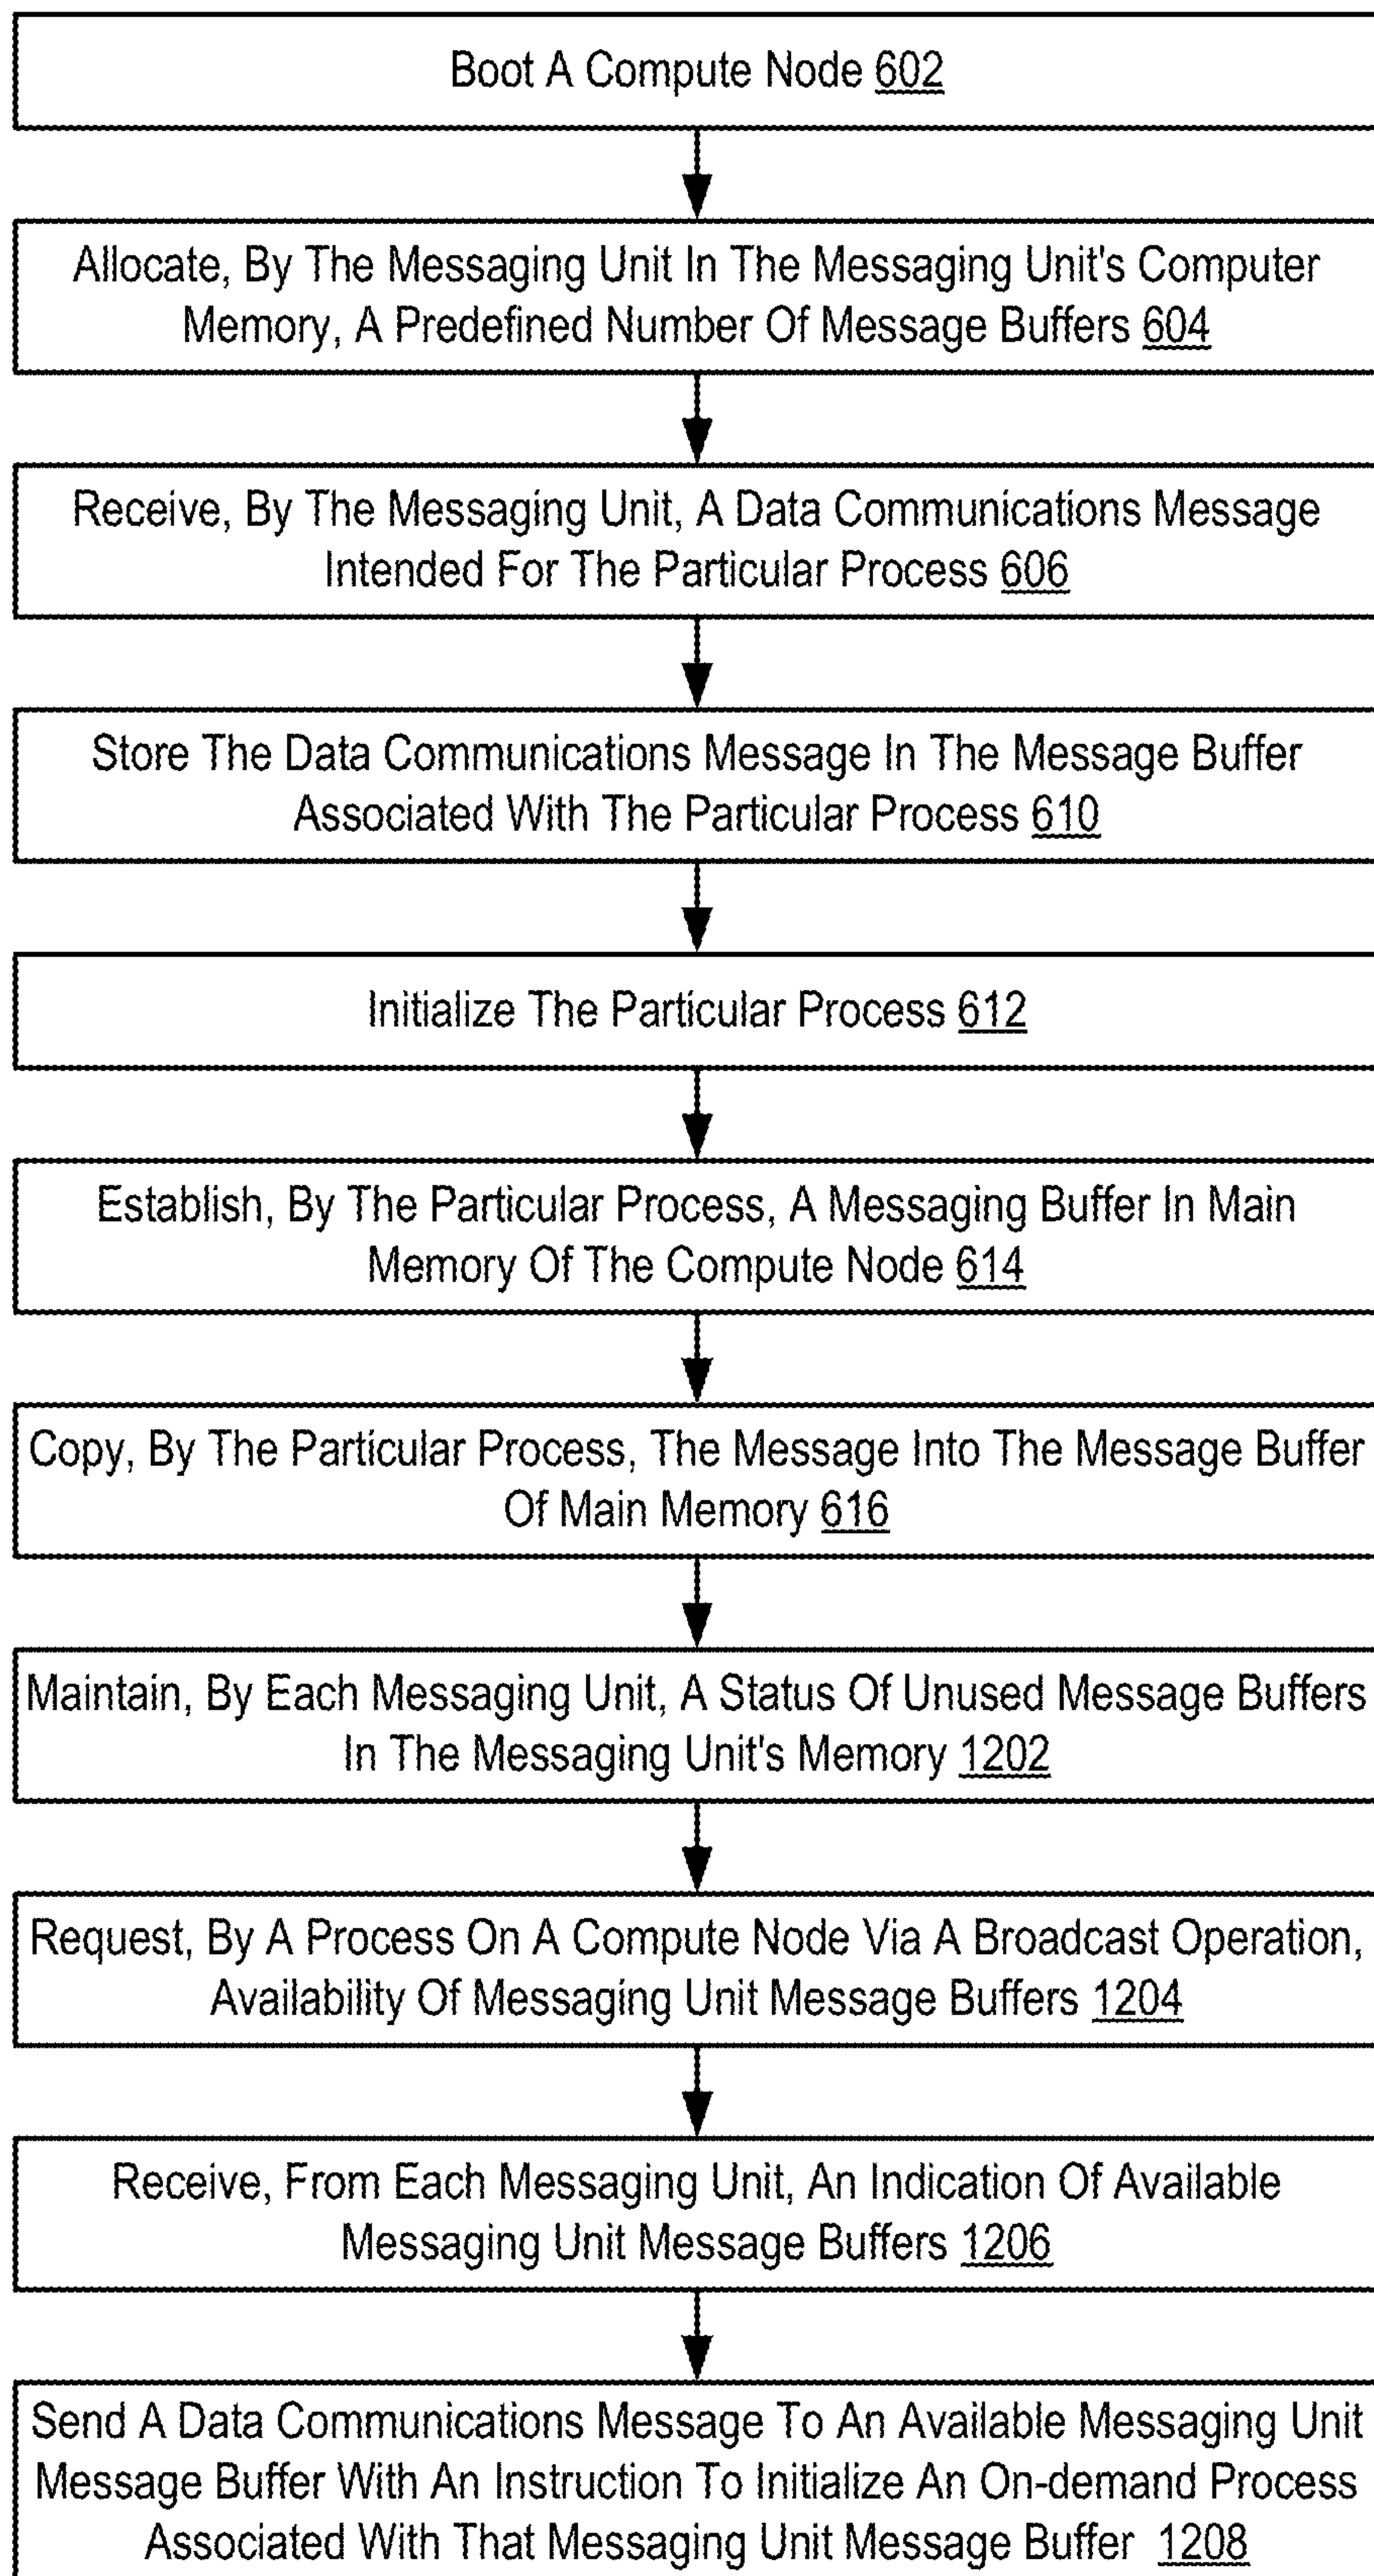 Boot A Compute Node 602
Allocate, By The Messaging Unit In The Messaging Unit's Computer
Memory, A Predefined Number Of Message Buffers 604
Receive, By The Messaging Unit, A Data Communications Message
Intended For The Particular Process 606
Store The Data Communications Message In The Message Buffer
Associated With The Particular Process 610
Initialize The Particular Process 612
Establish, By The Particular Process, A Messaging Buffer In Main
Memory Of The Compute Node 614
Copy, By The Particular Process, The Message Into The Message Buffer
Of Main Memory 616
Maintain, By Each Messaging Unit, A Status Of Unused Message Buffers
In The Messaging Unit's Memory 1202
Request, By A Process On A Compute Node Via A Broadcast Operation,
Availability Of Messaging Unit Message Buffers 1204
Receive, From Each Messaging Unit, An Indication Of Available
Messaging Unit Message Buffers 1206
Send A Data Communications Message To An Available Messaging Unit
Message Buffer With An Instruction To Initialize An On-demand Process
Associated With That Messaging Unit Message Buffer 1208